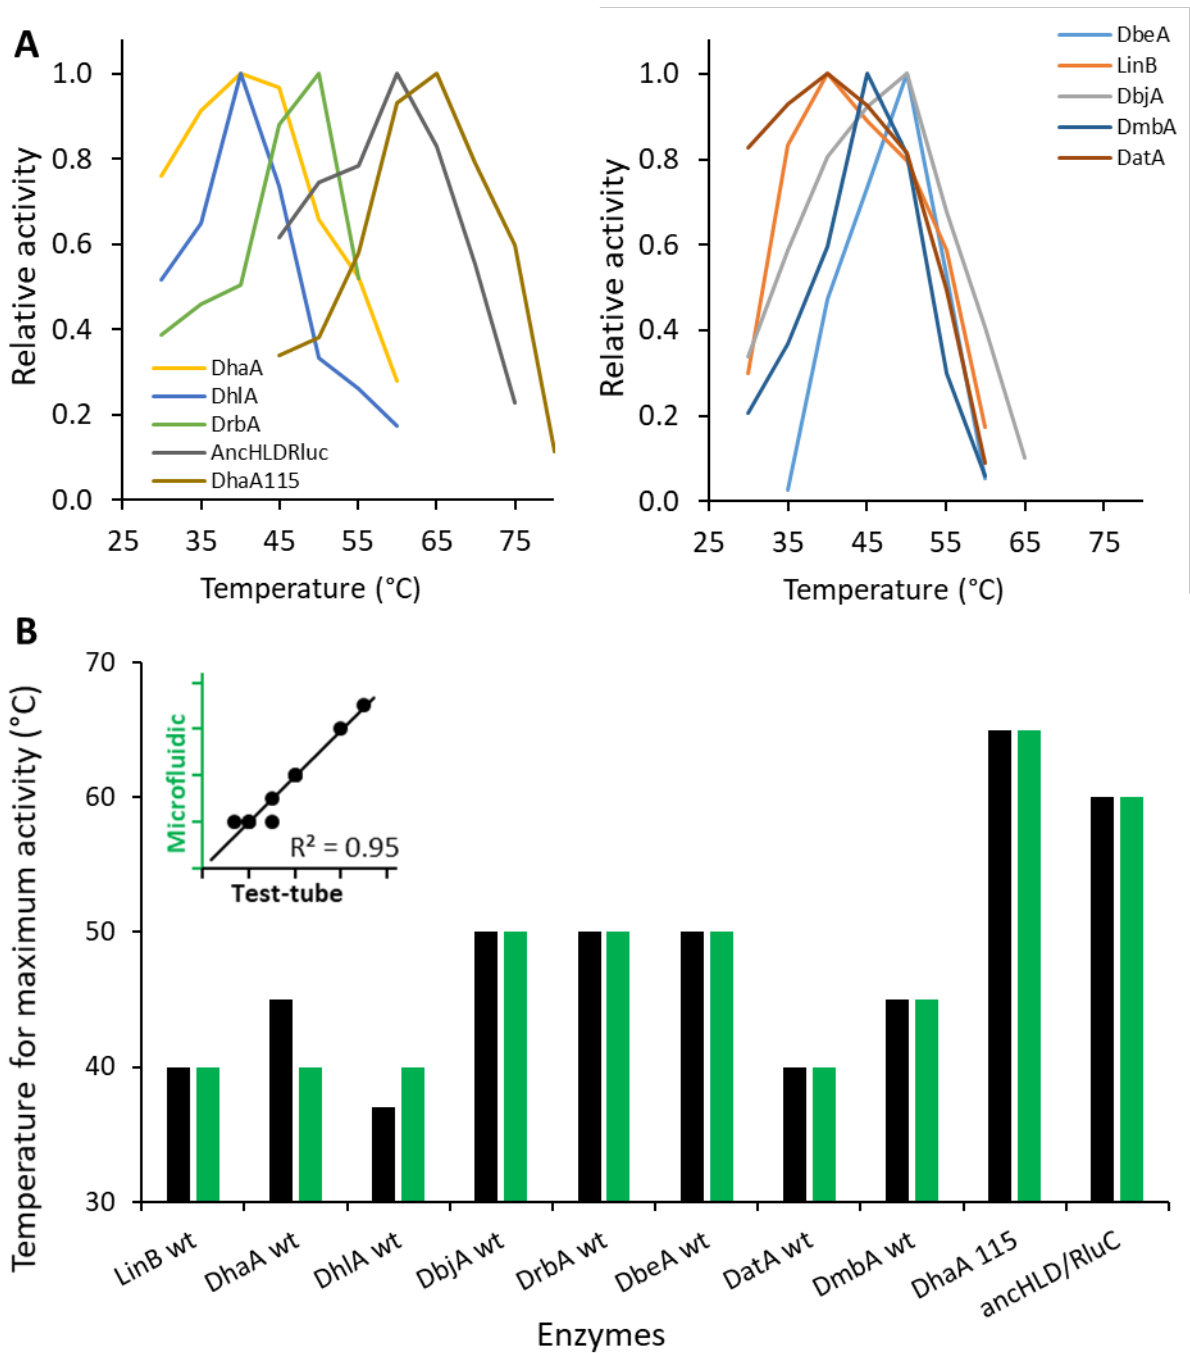 A
1.0
0.8
0.6
0.4
0.2
0.0
Relative activity
DhaA
DhlA
DrbA
AncHLDRluc
DhaA115
25 35 45 55 65 75
Temperature (°C)
DbeA
LinB
DbjA
DmbA
DatA
1.0
0.8
0.6
0.4
0.2
0.0
Relative activity
25 35 45 55 65 75
Temperature (°C)
B
70
60
50
40
30
Temperature for maximum activity (°C)
Microfluidic
R² = 0.95
Test-tube
LinB wt
DhaA wt
DhlA wt
DbjA wt
DrbA wt
DbeA wt
DatA wt
DmbA wt
DhaA 115
ancHLD/RluC
Enzymes